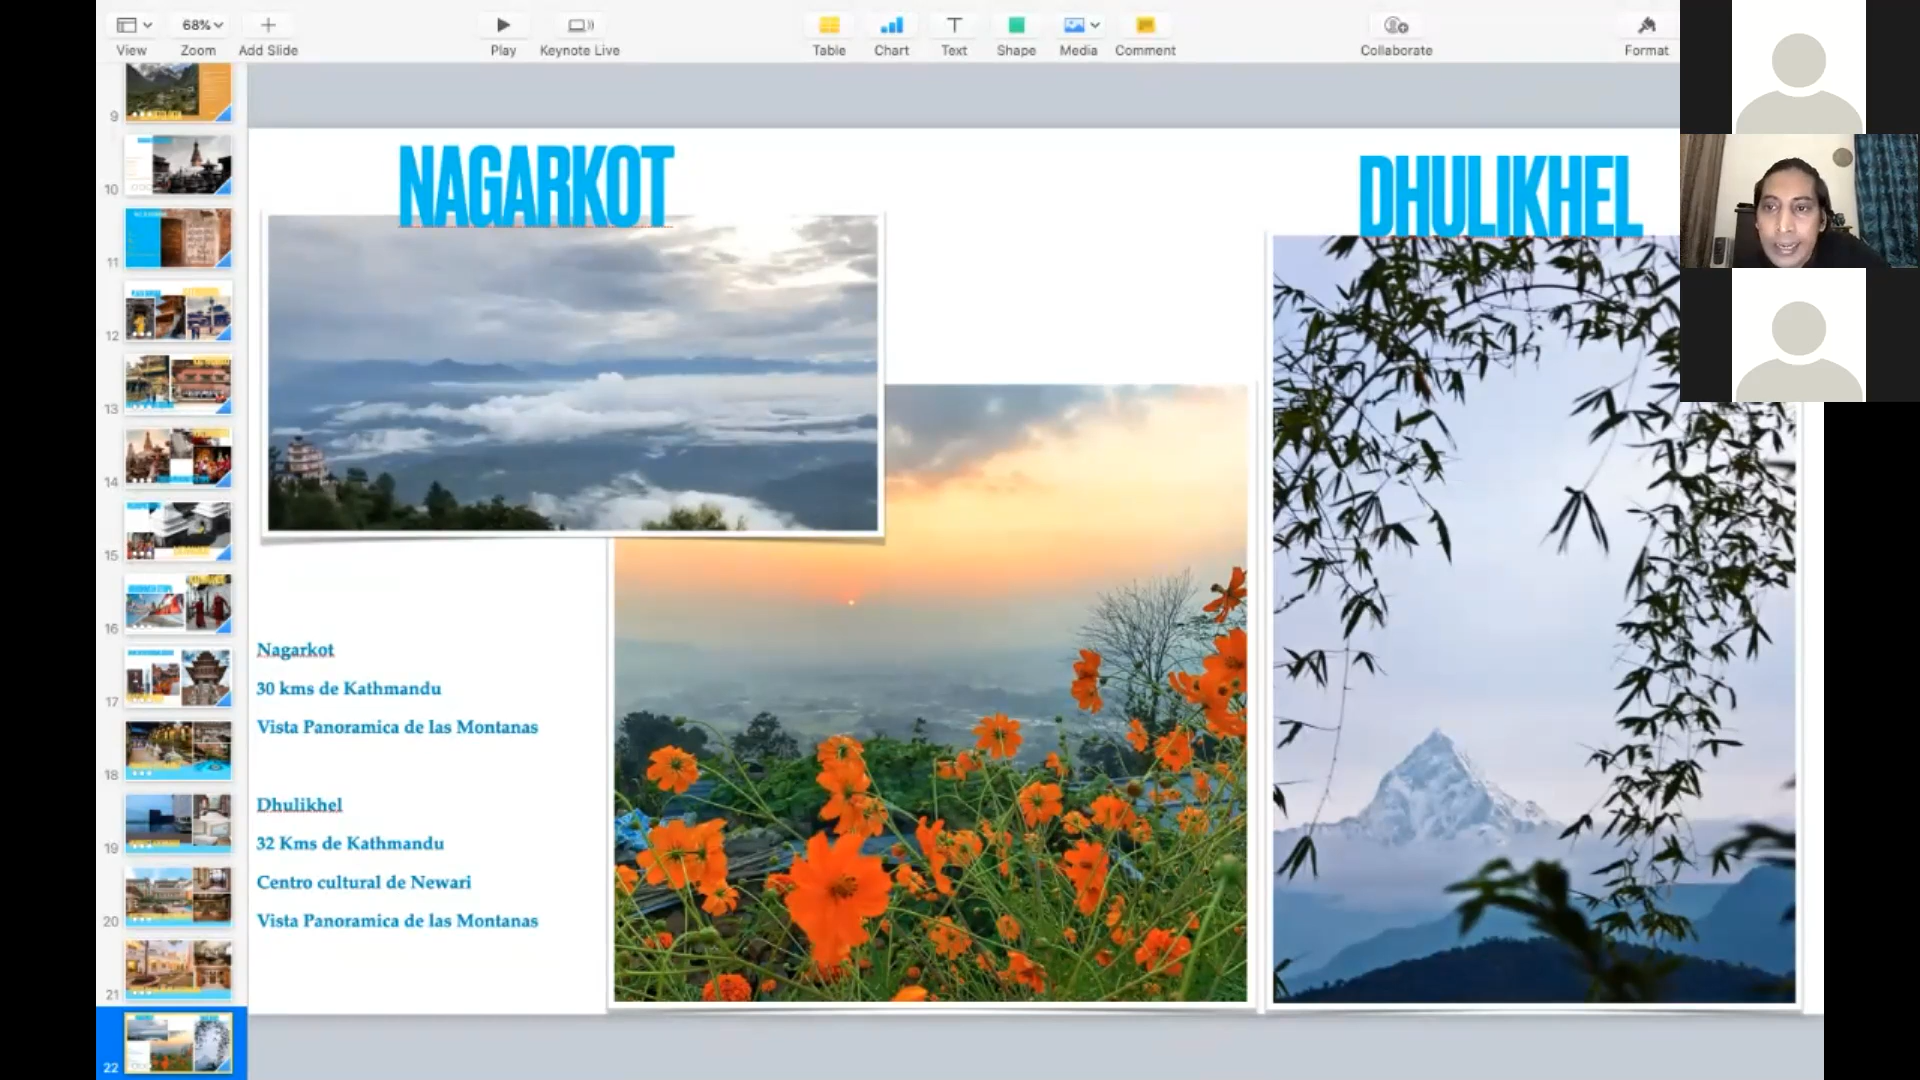 68%
View
Zoom
Add Slide
Play
Keynote Live
Table
Chart
Text
Shape
Media
Comment
Collaborate
Format
9
10
11
12
13
14
15
16
17
18
19
20
21
22
NAGARKOT
DHULIKHEL
Nagarkot
30 kms de Kathmandu
Vista Panoramica de las Montanas
Dhulikhel
32 Kms de Kathmandu
Centro cultural de Newari
Vista Panoramica de las Montanas